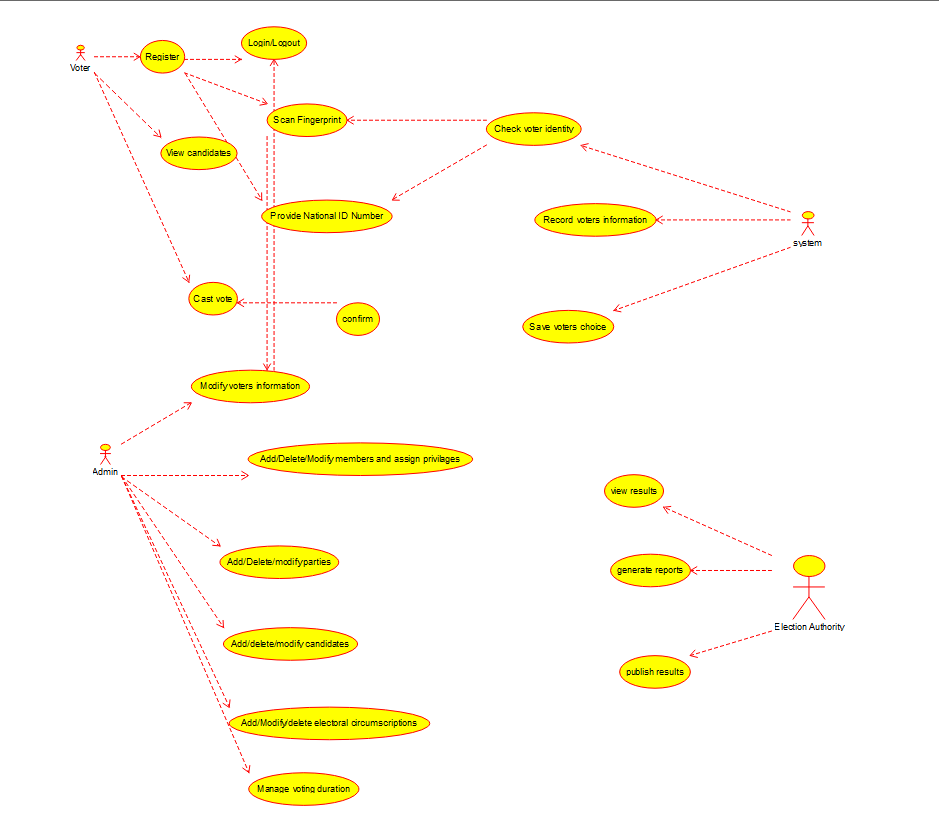 Login/Logout
Register
Voter
Scan Fingerprint
Check voter identity
View candidates
Provide National ID Number
Record voters information
system
Cast vote
confirm
Save voters choice
Modify voters information
Add/Delete/Modify members and assign privilages
Admin
view results
Add/Delete/modify parties
generate reports
Election Authority
Add/delete/modify candidates
publish results
Add/Modify/delete electoral circumscriptions
Manage voting duration